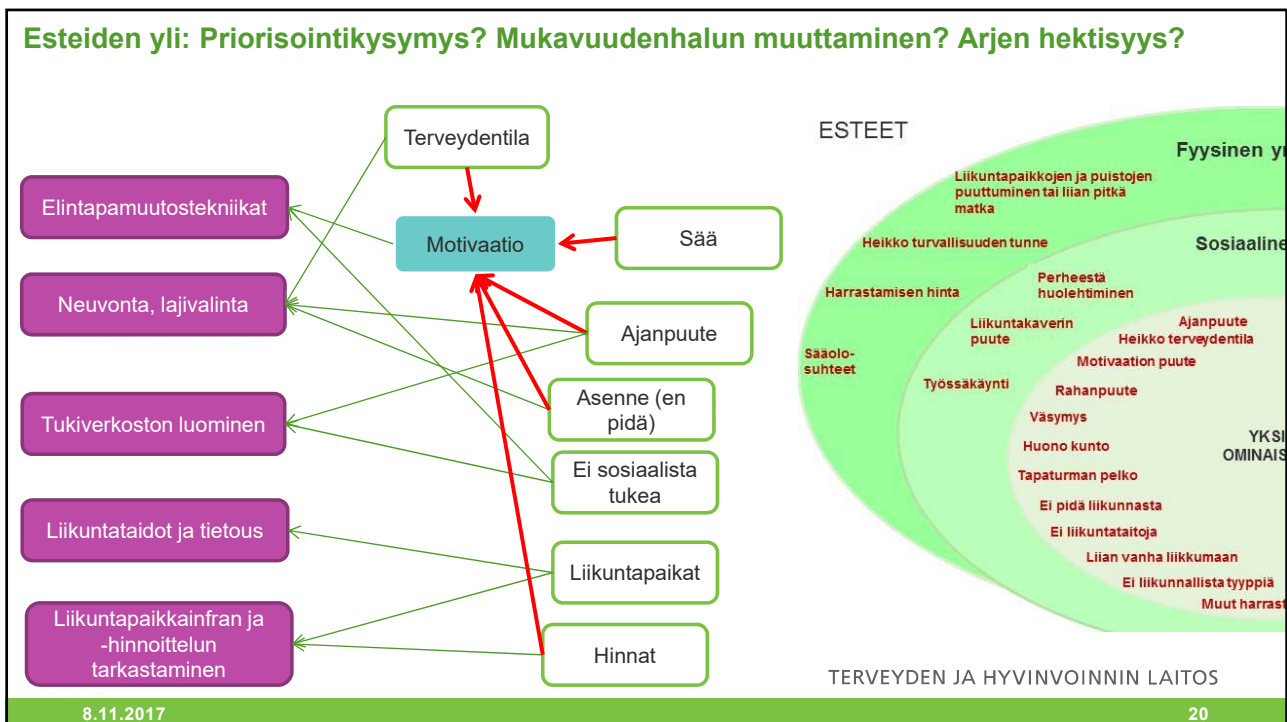 Esteiden yli: Priorisointikysymys? Mukavuudenhalun muuttaminen? Arjen hektisyys?
Elintapamuutostekniikat
Neuvonta, lajivalinta
Tukiverkoston luominen
Liikuntataidot ja tietous
Liikuntapaikkainfran ja
-hinnoittelun
tarkastaminen
Terveydentila
Motivaatio
Sää
Ajanpuute
Asenne (en
pidä)
Ei sosiaalista
tukea
Liikuntapaikat
Hinnat
ESTEET
Fyysinen
Liikuntapaikkojen ja puistojen
puuttuminen tai liian pitkä
matka
Heikko turvallisuuden tunne
Harrastamisen hinta
Sääolo-
suhteet
Sosiaaline
Perheestä
huolehtiminen
Liikuntakaverin
puute
Työssäkäynti
Ajanpuute
Heikko terveydentila
Motivaation puute
Rahanpuute
Väsymys
Huono kunto
Tapaturman pelko
Ei pidä liikunnasta
Ei liikuntataitoja
Liian vanha liikkumaan
Ei liikunnallista tyyppiä
Muut harrast
YKSI
OMINAIS
TERVEYDEN JA HYVINVOINNIN LAITOS
8.11.2017
20